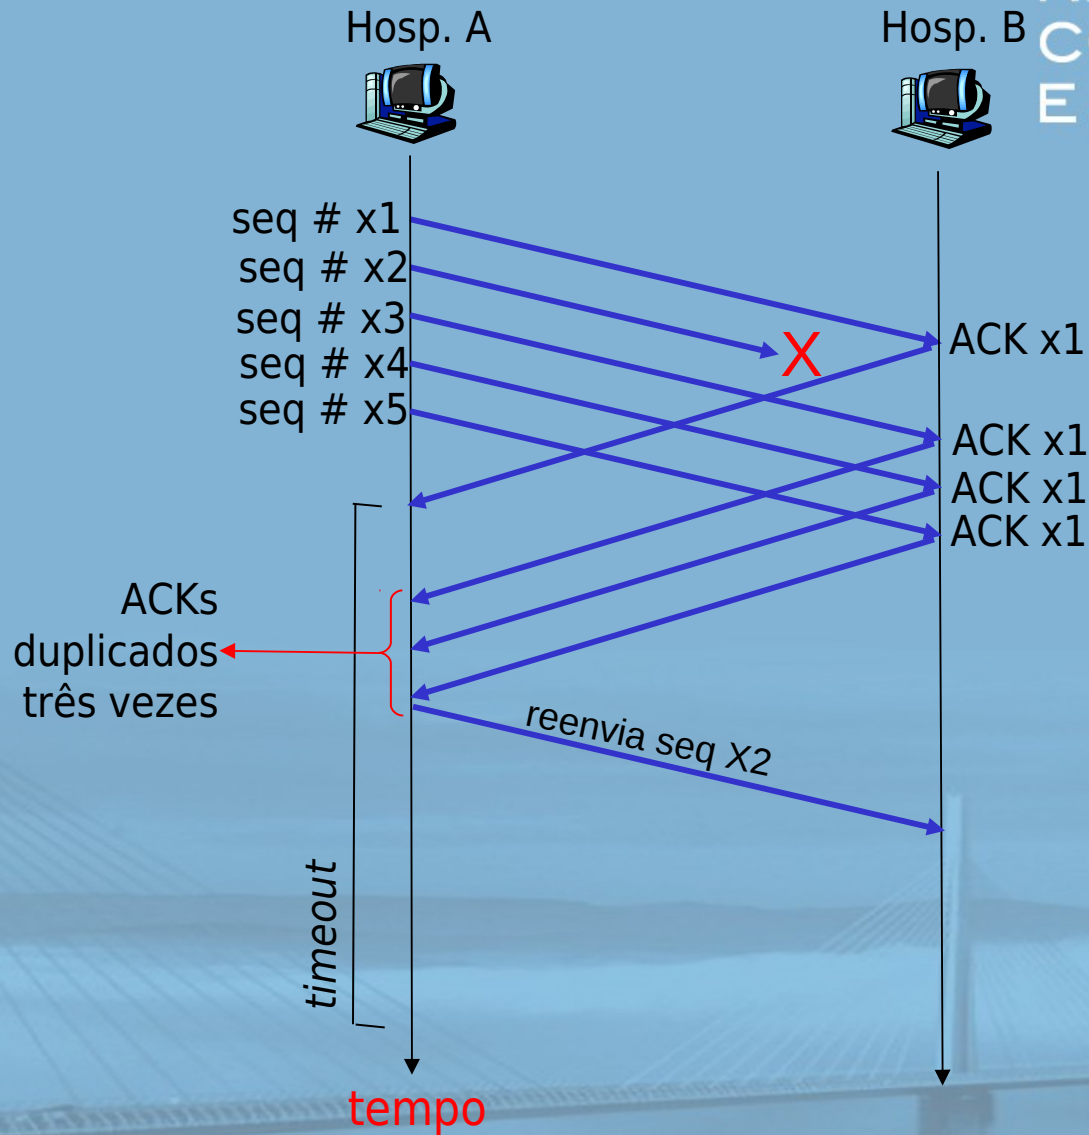 Hosp. A
Hosp. B
C
E
seq # x1
seq # x2
seq # x3
seq # x4
seq # x5
X
ACK x1
ACK x1
ACK x1
ACK x1
ACKs
duplicados
três vezes
reenvia seq X2
timeout
tempo